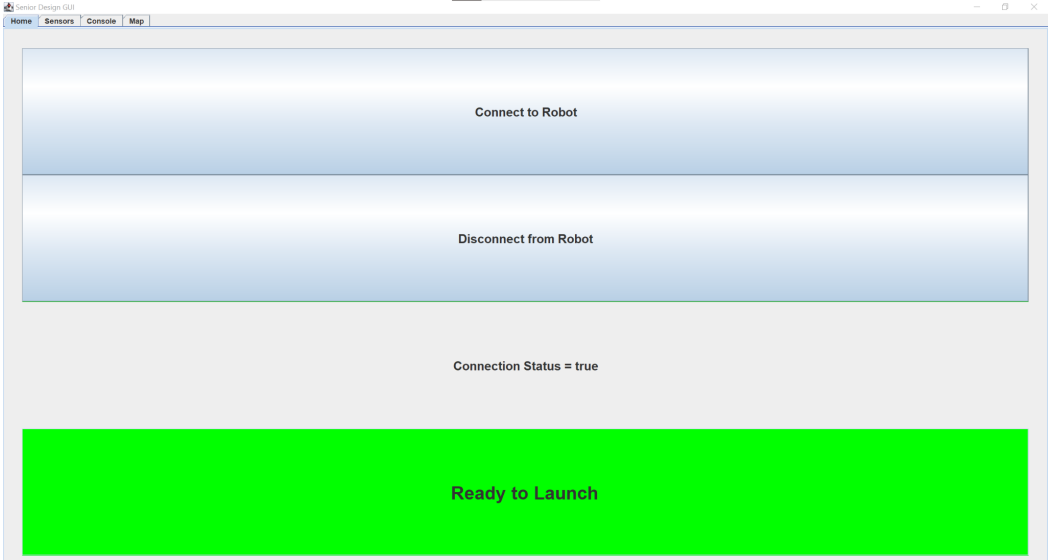 Senior Design GUI
Home Sensors Console Map
Connect to Robot
Disconnect from Robot
Connection Status = true
Ready to Launch